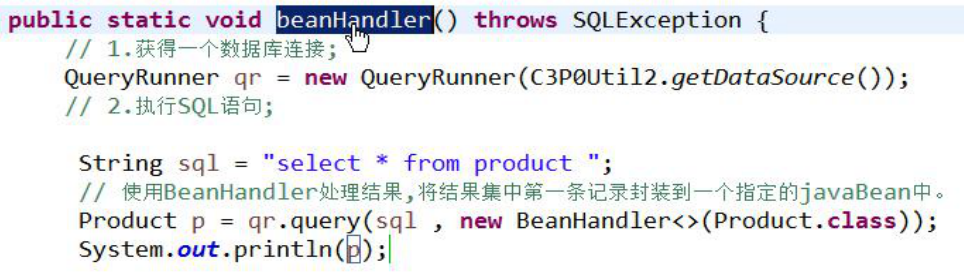 public static void beanHandler() throws SQLException {
// 1.获得一个数据库连接;
QueryRunner qr = new QueryRunner(C3P0Util2.getDataSource());
// 2.执行SQL语句;
String sql = "select * from product ";
// 使用BeanHandler处理结果,将结果集中第一条记录封装到一个指定的javaBean中。
Product p = qr.query(sql , new BeanHandler<>(Product.class));
System.out.println(p);